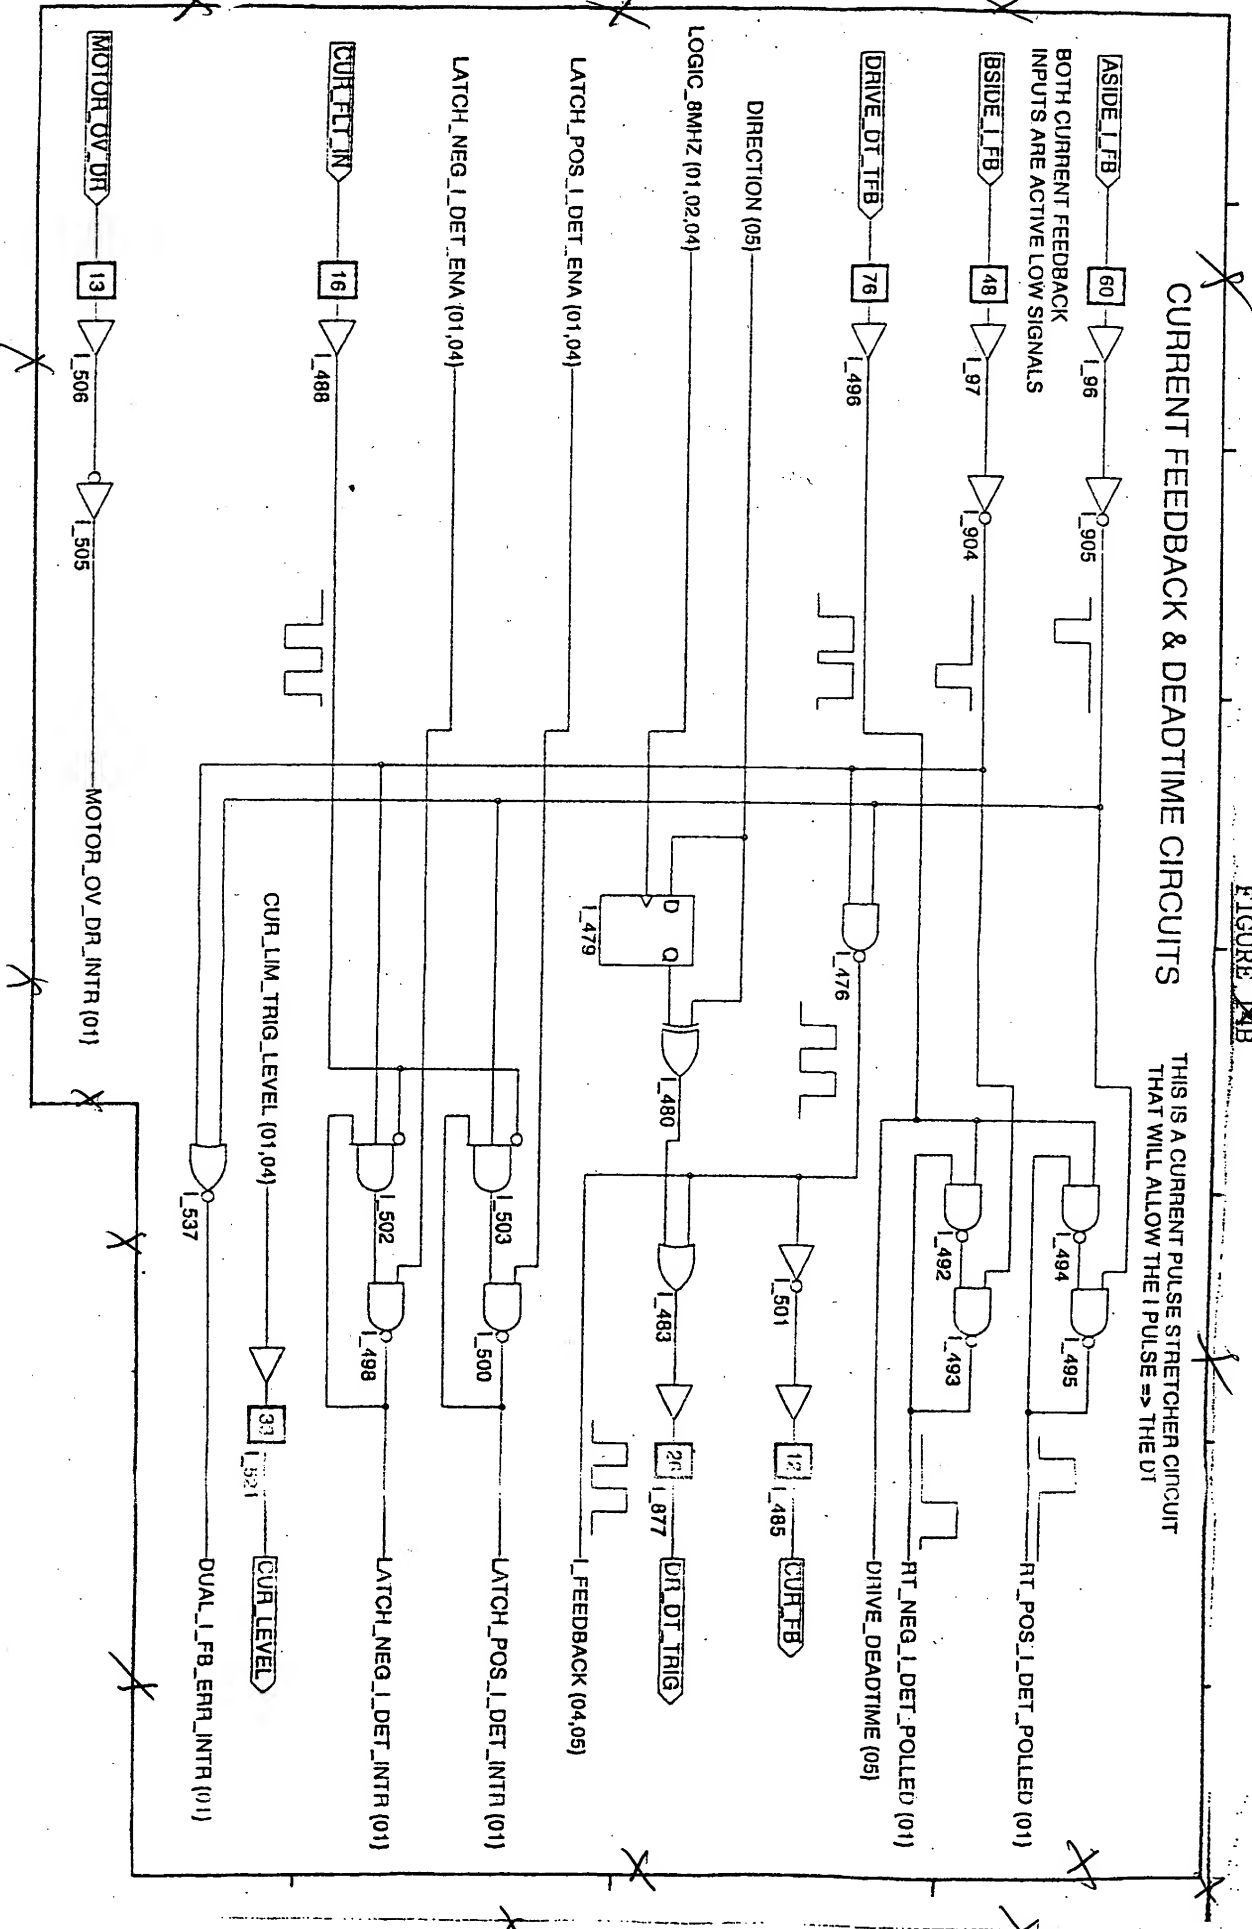 FIGURE 14B
CURRENT FEEDBACK & DEADTIME CIRCUITS
THIS IS A CURRENT PULSE STRETCHER CIRCUIT
THAT WILL ALLOW THE I PULSE => THE DT
ASIDE_I_FB
60
I_96
I_905
BOTH CURRENT FEEDBACK
INPUTS ARE ACTIVE LOW SIGNALS
BSIDE_I_FB
48
I_97
I_904
I_494
I_495
RT_POS_I_DET_POLLED (01)
I_492
I_493
RT_NEG_I_DET_POLLED (01)
DRIVE_DT_TFB
76
I_496
DRIVE_DEADTIME (05)
I_476
I_501
12
I_485
CUR_FB
DIRECTION (05)
LOGIC_8MHZ (01,02,04)
D
Q
I_479
I_480
I_483
26
I_877
DR_DT_TRIG
I_FEEDBACK (04,05)
LATCH_POS_I_DET_ENA (01,04)
I_503
I_500
LATCH_POS_I_DET_INTR (01)
LATCH_NEG_I_DET_ENA (01,04)
I_502
I_498
LATCH_NEG_I_DET_INTR (01)
CUR_FLT_IN
16
I_488
CUR_LIM_TRIG_LEVEL (01,04)
33
I_521
CUR_LEVEL
I_537
DUAL_I_FB_ERR_INTR (01)
MOTOR_OV_DR
13
I_506
I_505
MOTOR_OV_DR_INTR (01)